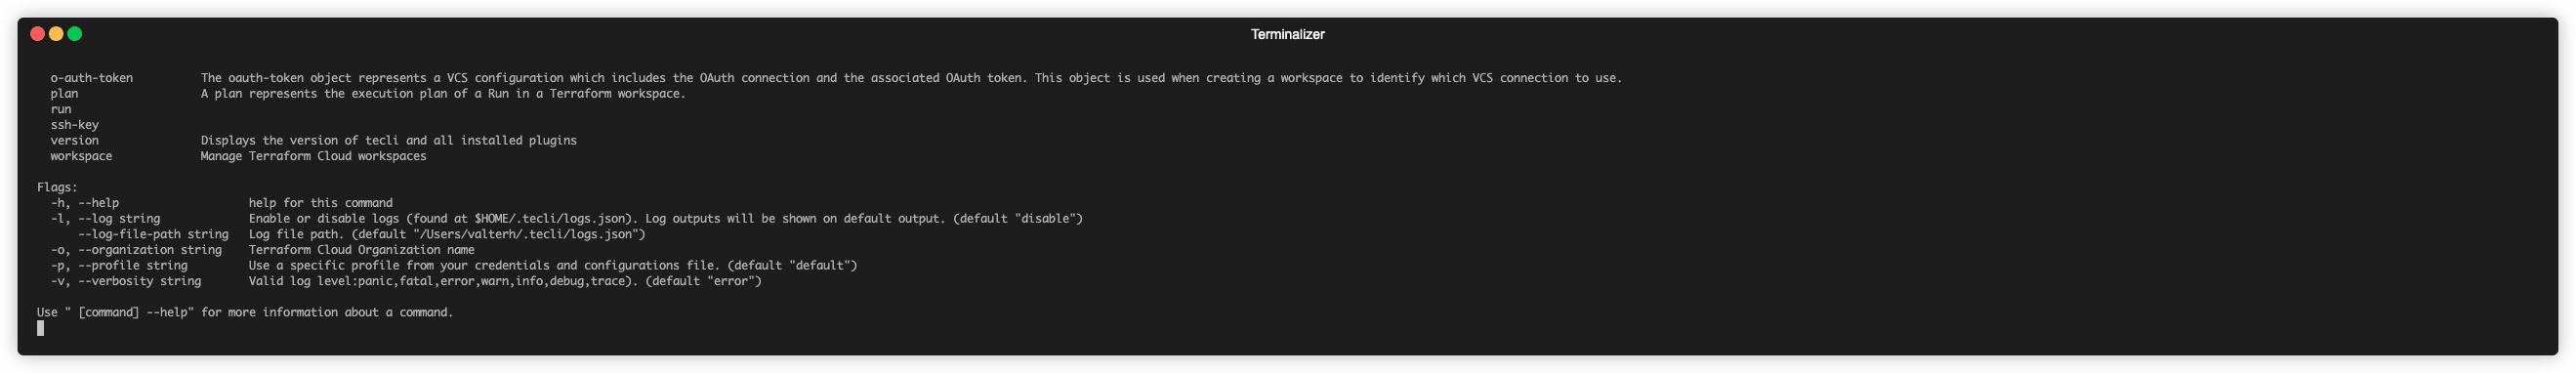 Terminalizer
o-auth-token         The oauth-token object represents a VCS configuration which includes the OAuth connection and the associated OAuth token. This object is used when creating a workspace to identify which VCS connection to use.
plan                 A plan represents the execution plan of a Run in a Terraform workspace.
run
ssh-key
version              Displays the version of tecli and all installed plugins
workspace            Manage Terraform Cloud workspaces
Flags:
-h, --help                   help for this command
-l, --log string             Enable or disable logs (found at $HOME/.tecli/logs.json). Log outputs will be shown on default output. (default "disable")
--log-file-path string   Log file path. (default "/Users/valterh/.tecli/logs.json")
-o, --organization string    Terraform Cloud Organization name
-p, --profile string         Use a specific profile from your credentials and configurations file. (default "default")
-v, --verbosity string       Valid log level:panic,fatal,error,warn,info,debug,trace). (default "error")
Use " [command] --help" for more information about a command.